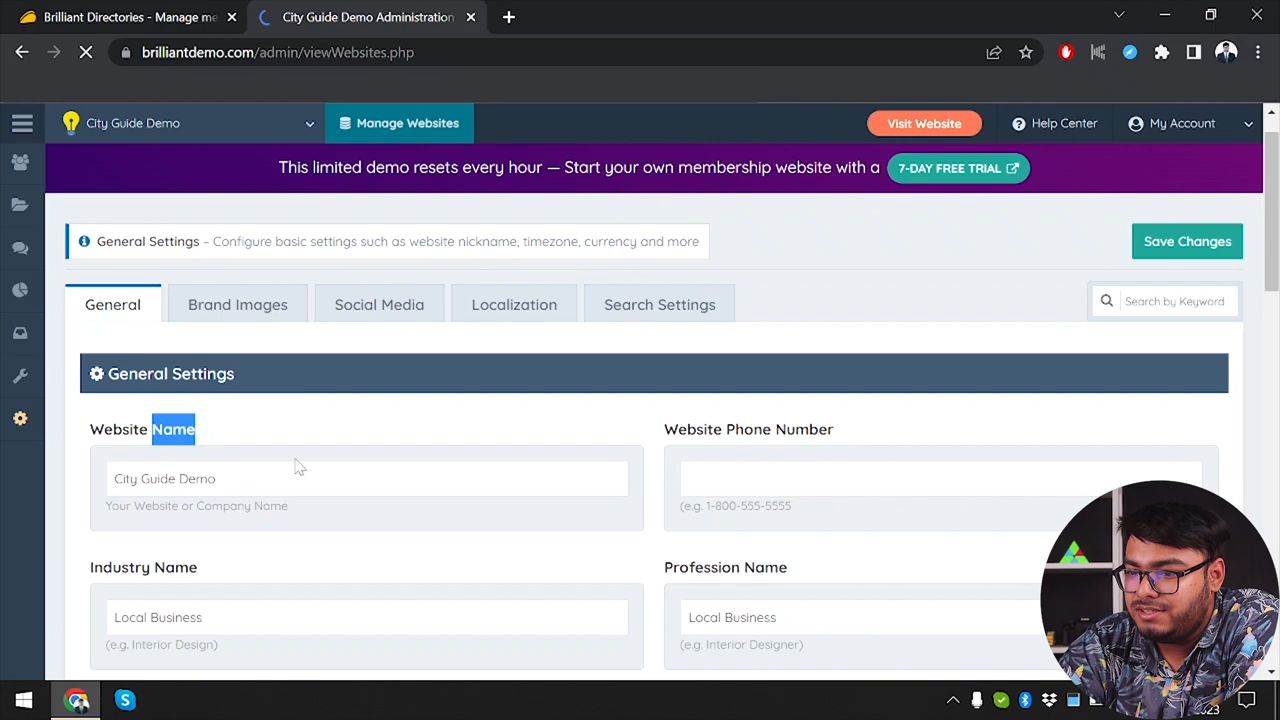 Brilliant Directories - Manage me
City Guide Demo Administration
brilliantdemo.com/admin/viewWebsites.php
City Guide Demo
Manage Websites
Visit Website
Help Center
My Account
This limited demo resets every hour — Start your own membership website with a
7-DAY FREE TRIAL
General Settings – Configure basic settings such as website nickname, timezone, currency and more
Save Changes
General
Brand Images
Social Media
Localization
Search Settings
Search by Keyword
General Settings
Website Name
Website Phone Number
City Guide Demo
Your Website or Company Name
(e.g. 1-800-555-5555
Industry Name
Profession Name
Local Business
Local Business
(e.g. Interior Design)
(e.g. Interior Designer)